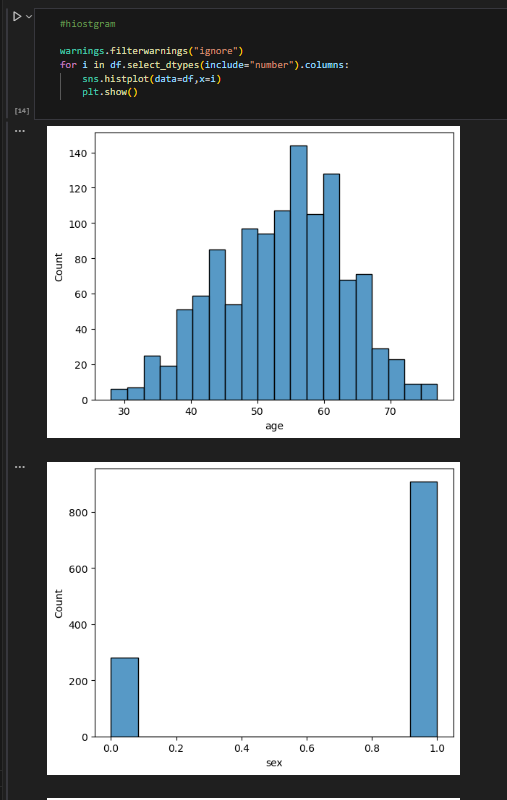 #hiostgram
warnings.filterwarnings("ignore")
for i in df.select_dtypes(include="number").columns:
    sns.histplot(data=df,x=i)
    plt.show()
[14]
...
140
120
100
80
60
40
20
0
Count
30 40 50 60 70
age
...
800
600
400
200
0
Count
0.0 0.2 0.4 0.6 0.8 1.0
sex